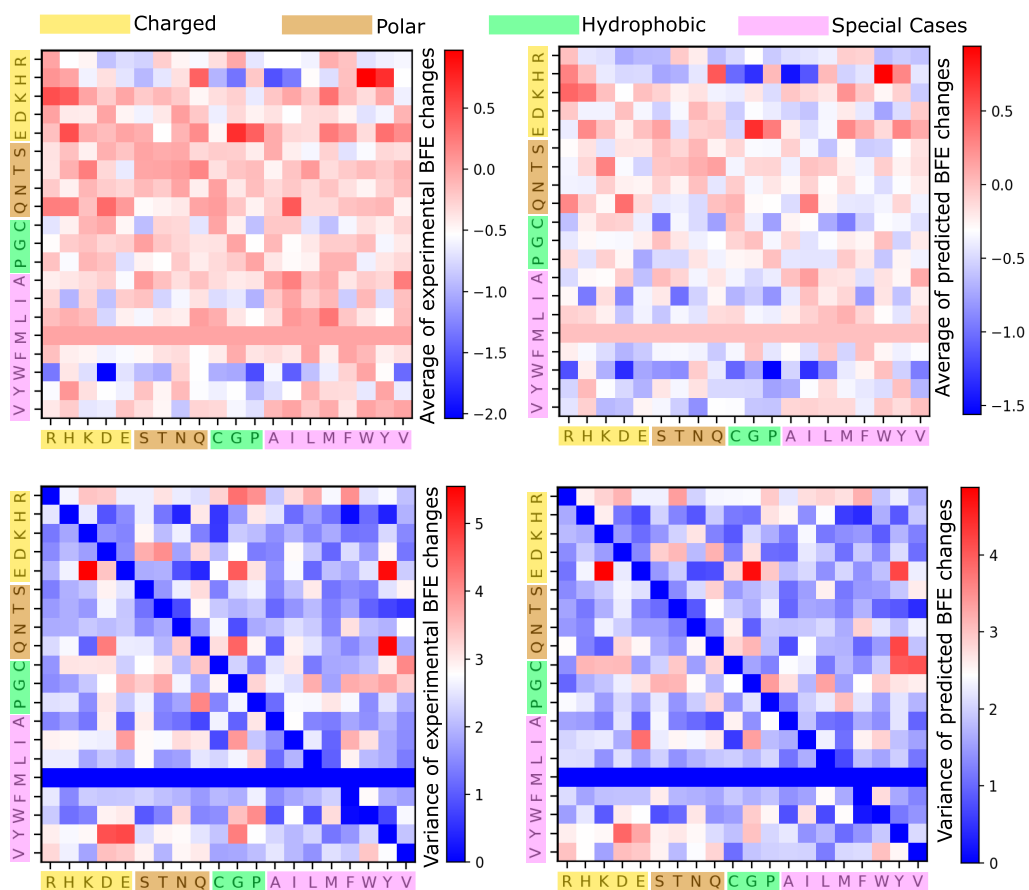 Charged
Polar
Hydrophobic
Special Cases
V Y W F M L I A P G C Q N T S E D K H R
R H K D E S T N Q C G P A I L M F W Y V
0.5
0.0
−0.5
−1.0
−1.5
−2.0
Average of experimental BFE changes
V Y W F M L I A P G C Q N T S E D K H R
R H K D E S T N Q C G P A I L M F W Y V
0.5
0.0
−0.5
−1.0
−1.5
Average of predicted BFE changes
V Y W F M L I A P G C Q N T S E D K H R
R H K D E S T N Q C G P A I L M F W Y V
5
4
3
2
1
0
Variance of experimental BFE changes
V Y W F M L I A P G C Q N T S E D K H R
R H K D E S T N Q C G P A I L M F W Y V
4
3
2
1
0
Variance of predicted BFE changes